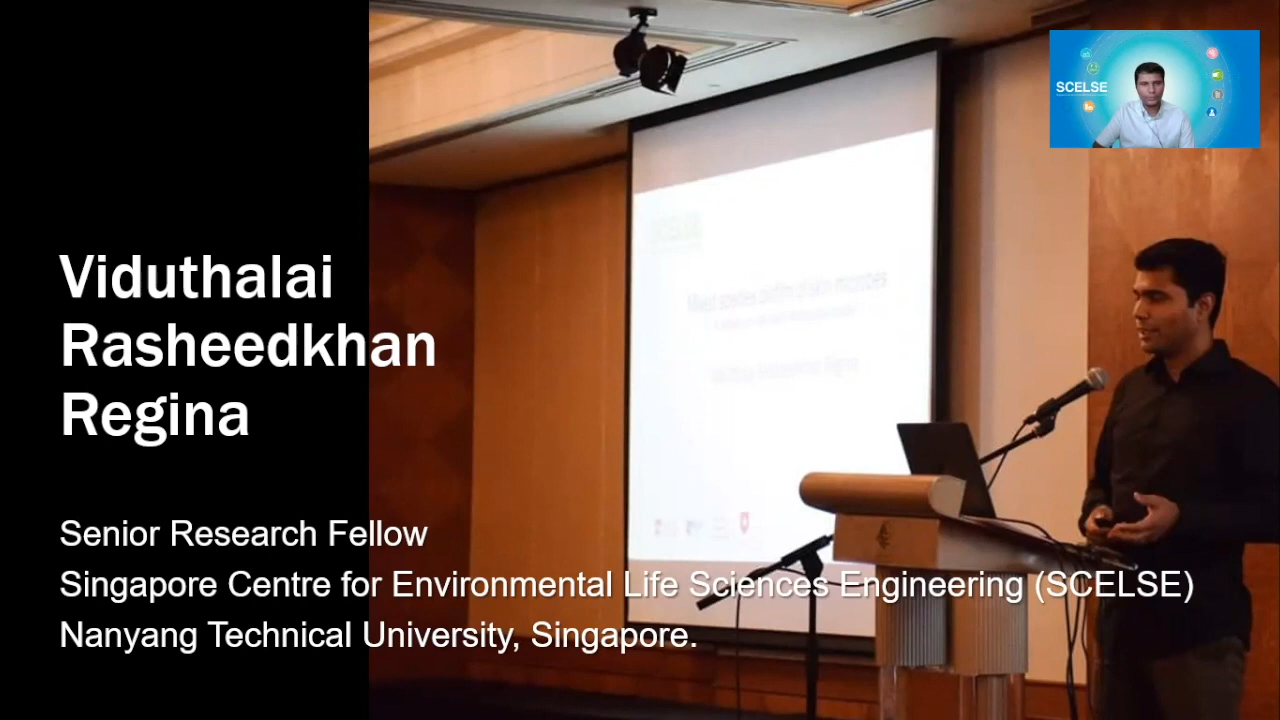 SCELSE
Viduthalai
Rasheedkhan
Regina
Senior Research Fellow
Singapore Centre for Environmental Life Sciences Engineering (SCELSE)
Nanyang Technical University, Singapore.